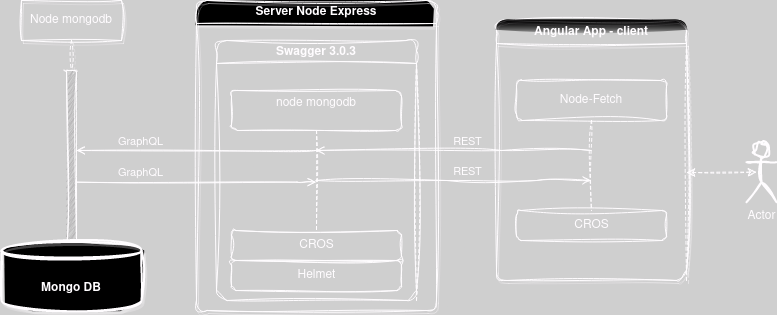 Node mongodb
Server Node Express
Swagger 3.0.3
node mongodb
Angular App - client
Node-Fetch
GraphQL
REST
GraphQL
REST
CROS
Helmet
CROS
Actor
Mongo DB